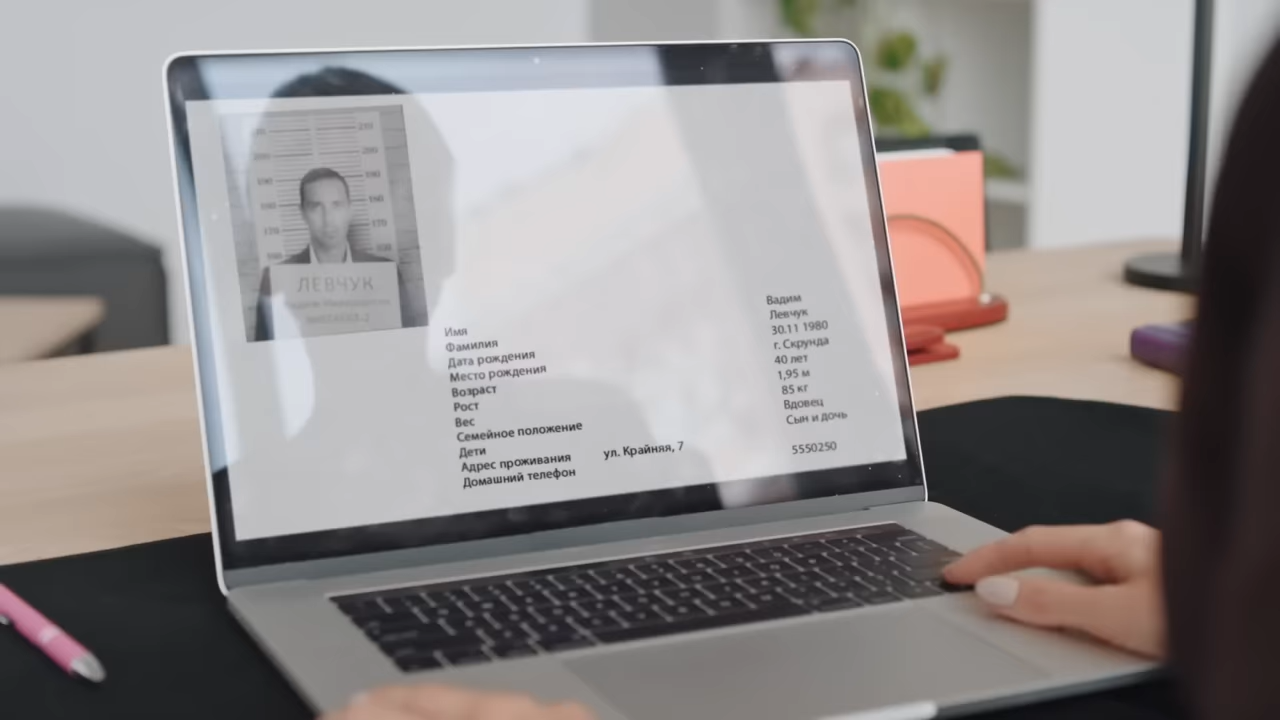 ЛЕВЧУК
Имя Вадим
Фамилия Левчук
Дата рождения 30.11 1980
Место рождения г. Скрунда
Возраст 40 лет
Рост 1,95 м
Вес 85 кг
Семейное положение Вдовец
Дети Сын и дочь
Адрес проживания ул. Крайняя, 7
Домашний телефон 5550250